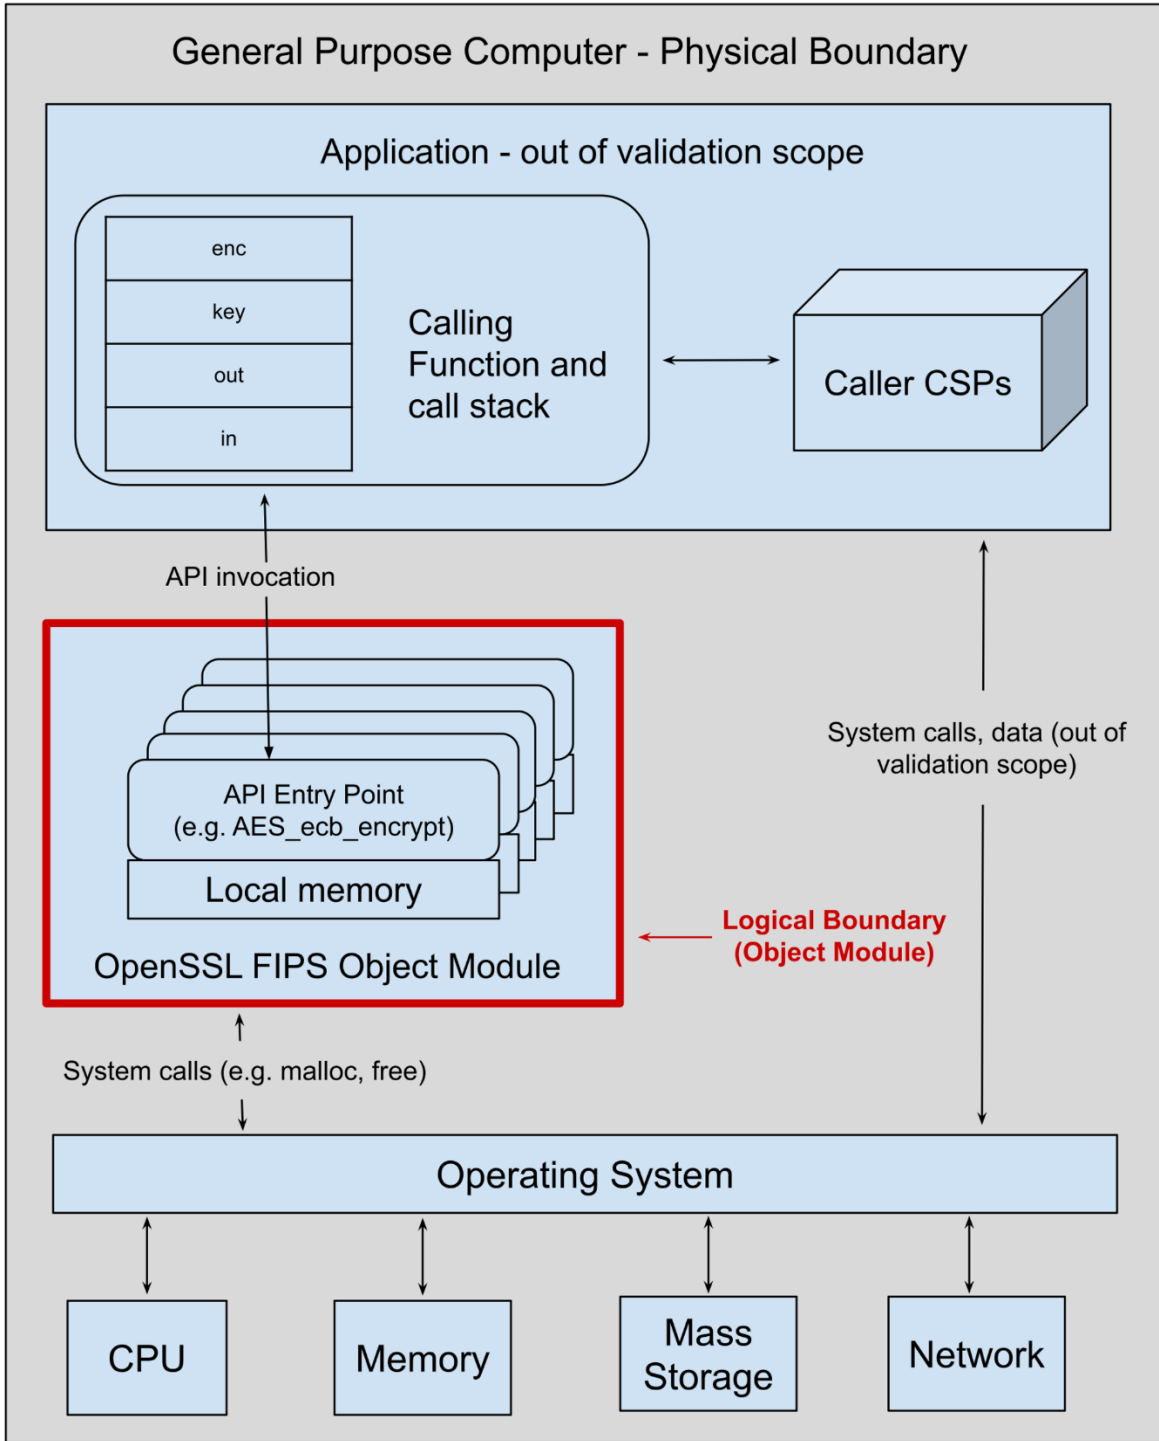 General Purpose Computer - Physical Boundary
Application - out of validation scope
enc
key
out
in
Calling
Function and
call stack
Caller CSPs
API invocation
API Entry Point
(e.g. AES_ecb_encrypt)
Local memory
OpenSSL FIPS Object Module
Logical Boundary
(Object Module)
System calls, data (out of
validation scope)
System calls (e.g. malloc, free)
Operating System
CPU
Memory
Mass
Storage
Network